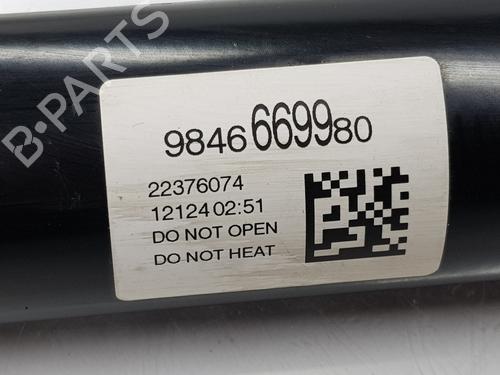 B-PARTS
9846669980
22376074
12124 02:51
DO NOT OPEN
DO NOT HEAT